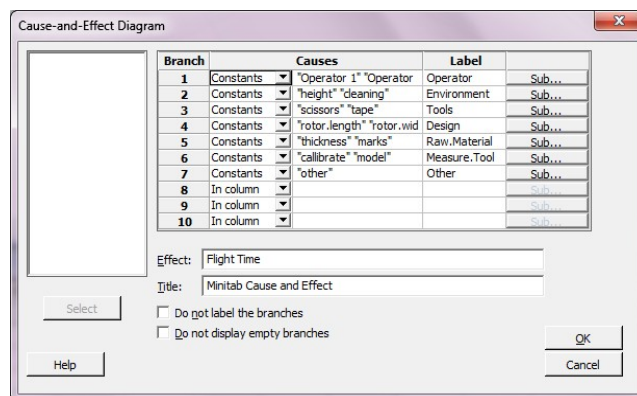 Cause-and-Effect Diagram
Branch Causes Label
1 Constants "Operator 1" "Operator Operator Sub...
2 Constants "height" "cleaning" Environment Sub...
3 Constants "scissors" "tape" Tools Sub...
4 Constants "rotor.length" "rotor.wid Design Sub...
5 Constants "thickness" "marks" Raw.Material Sub...
6 Constants "callibrate" "model" Measure.Tool Sub...
7 Constants "other" Other Sub...
8 In column Sub...
9 In column Sub...
10 In column Sub...
Effect: Flight Time
Title: Minitab Cause and Effect
Select
Do not label the branches
Do not display empty branches
OK
Help
Cancel